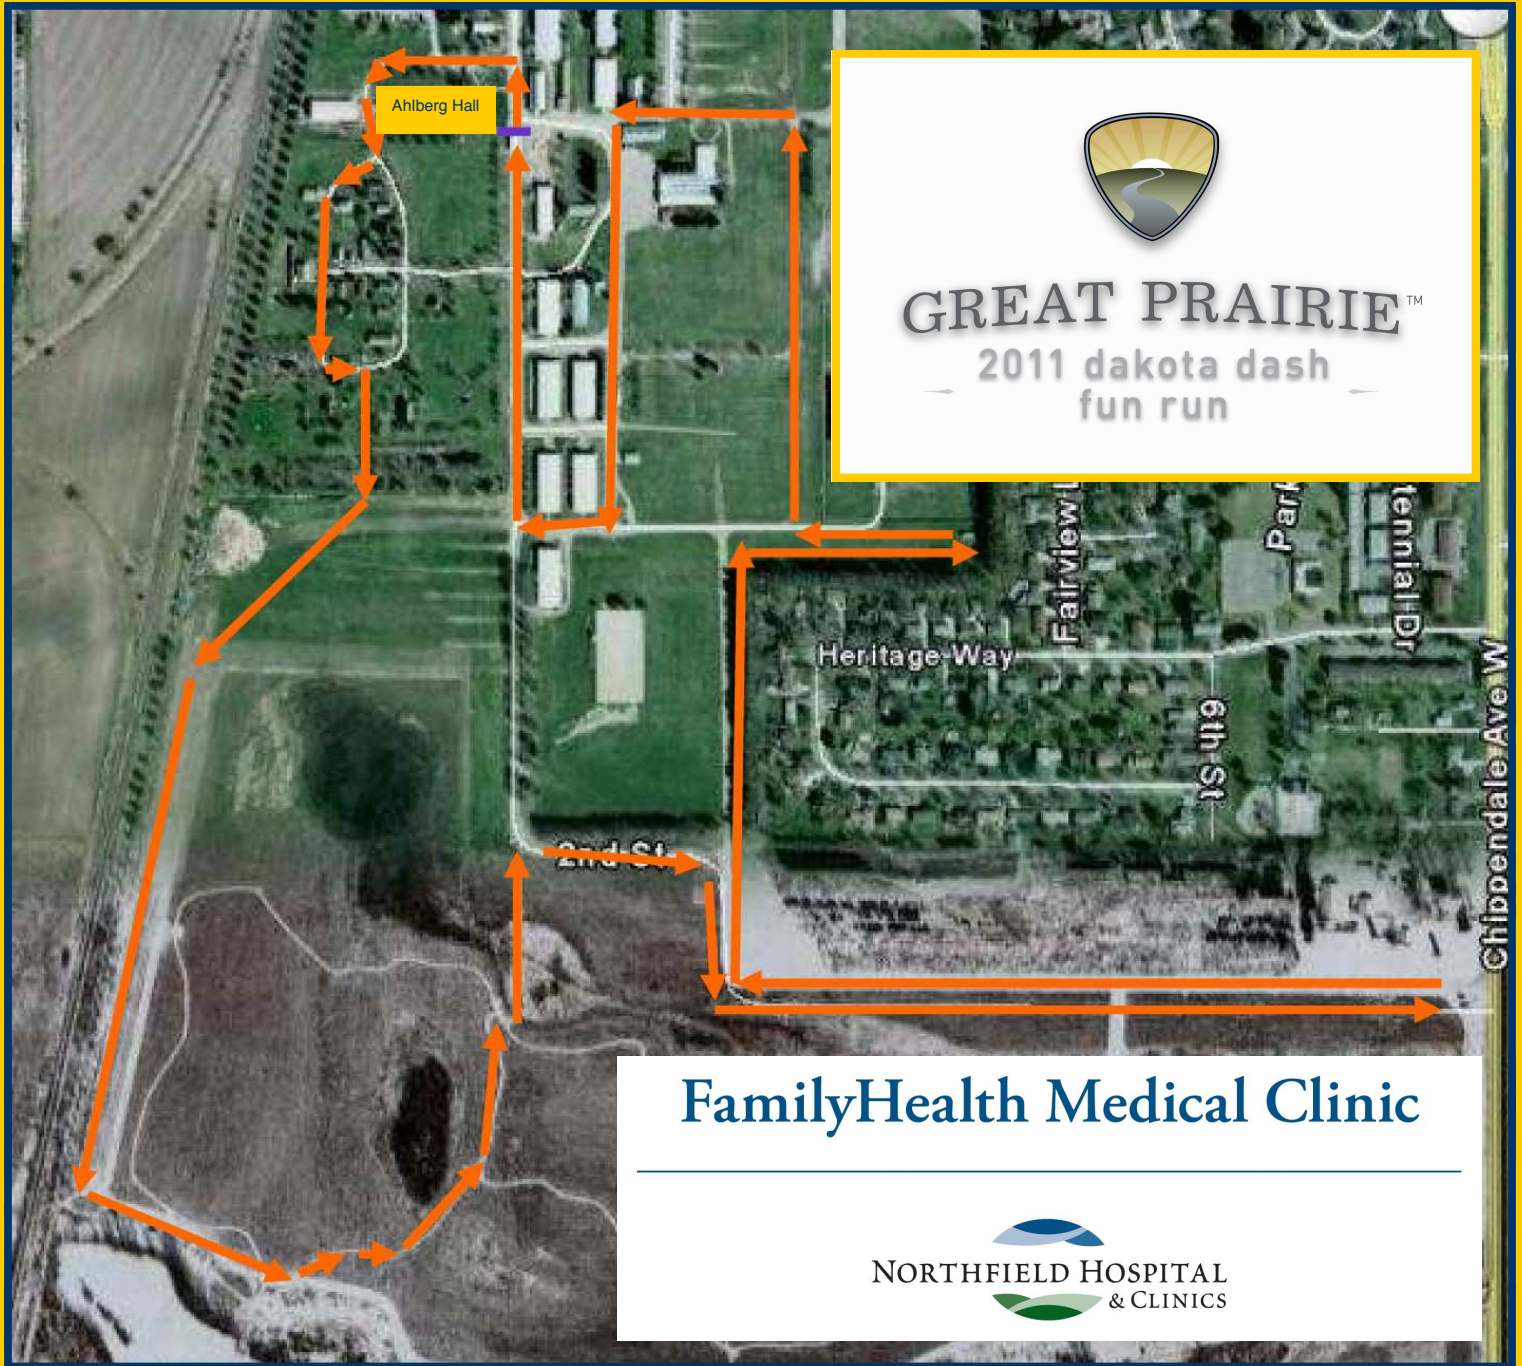 Ahlberg Hall
GREAT PRAIRIE™
2011 dakota dash
fun run
Fairview
Park
tennial Dr
Heritage Way
6th St
Chippendale Ave W
2nd St
FamilyHealth Medical Clinic
NORTHFIELD HOSPITAL
& CLINICS